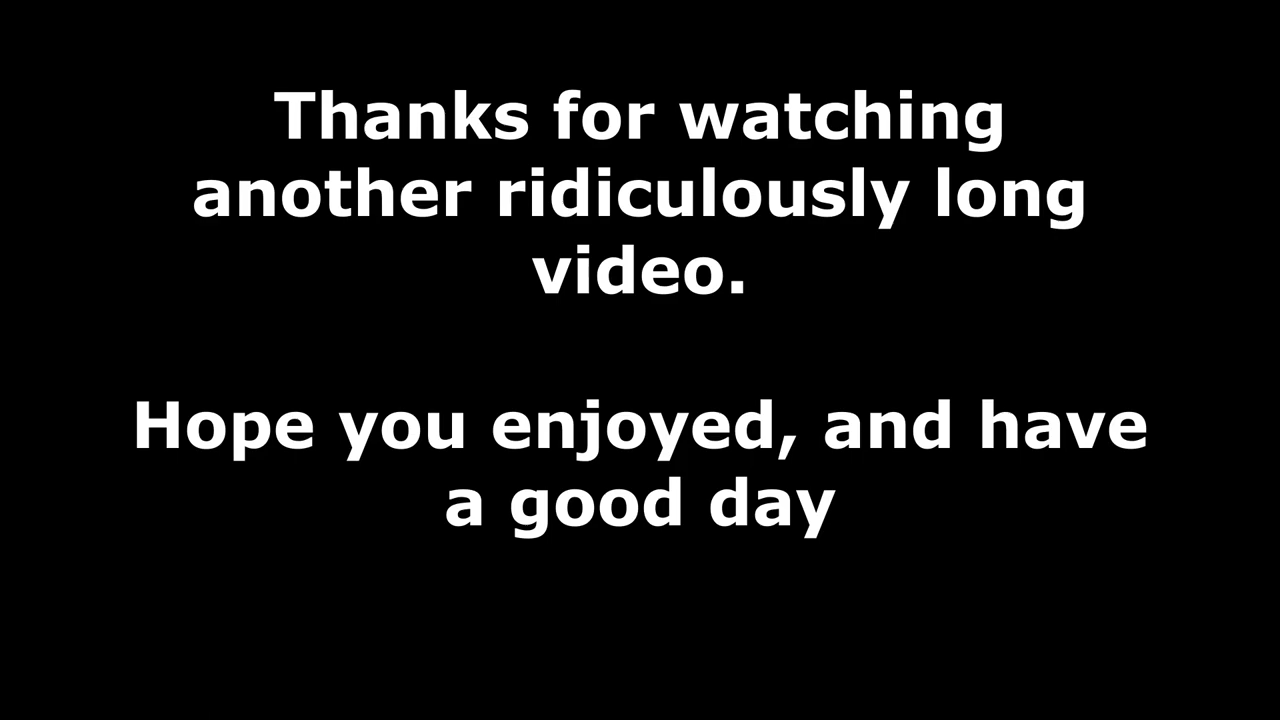 Thanks for watching
another ridiculously long
video.
Hope you enjoyed, and have
a good day